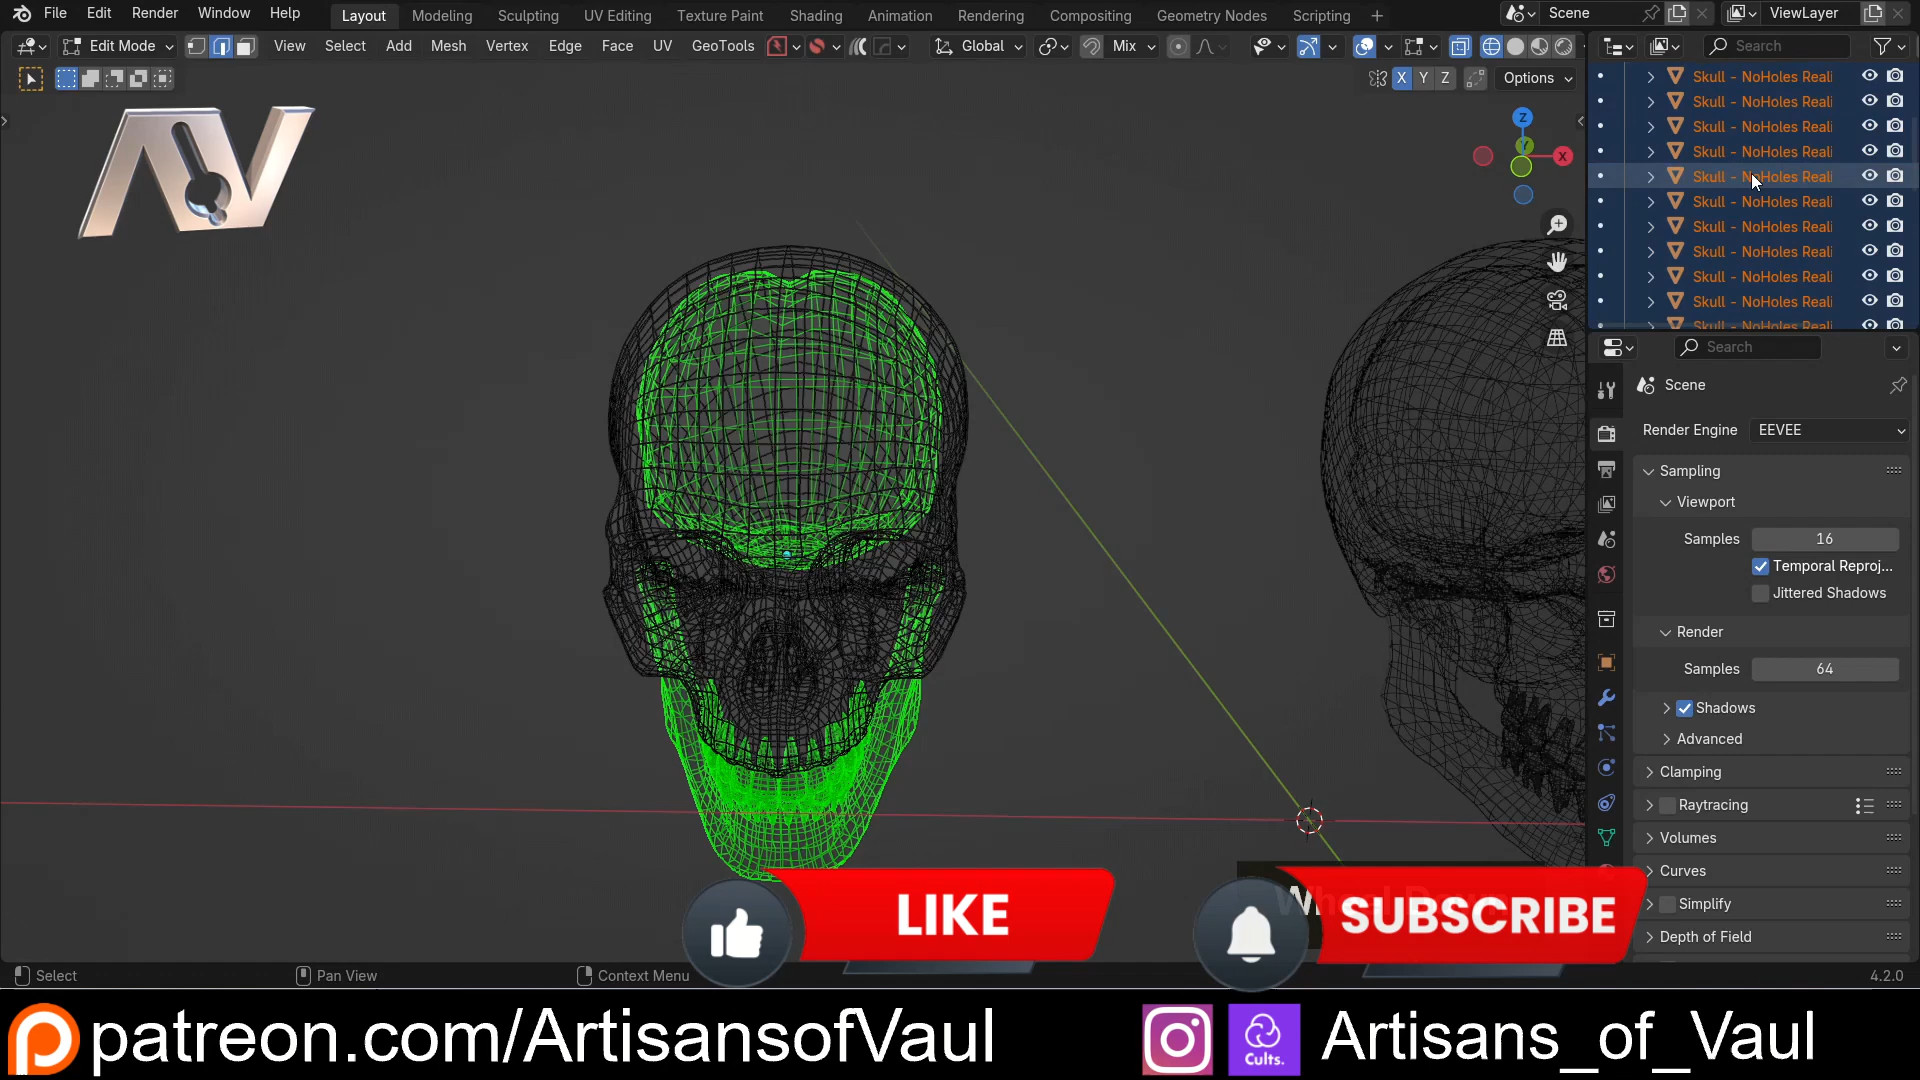 File Edit Render Window Help Layout Modeling Sculpting UV Editing Texture Paint Shading Animation Rendering Compositing Geometry Nodes Scripting + Scene ViewLayer
Edit Mode View Select Add Mesh Vertex Edge Face UV GeoTools Global Mix Search
X Y Z Options
AV
Z
Y
X
Skull - NoHoles Reali
Skull - NoHoles Reali
Skull - NoHoles Reali
Skull - NoHoles Reali
Skull - NoHoles Reali
Skull - NoHoles Reali
Skull - NoHoles Reali
Skull - NoHoles Reali
Skull - NoHoles Reali
Skull - NoHoles Reali
Skull - NoHoles Reali
Search
Scene
Render Engine EEVEE
Sampling
Viewport
Samples 16
Temporal Reproj...
Jittered Shadows
Render
Samples 64
Shadows
Advanced
Clamping
Raytracing
Volumes
Curves
Simplify
Depth of Field
LIKE
SUBSCRIBE
Select Pan View Context Menu 4.2.0
patreon.com/ArtisansofVaul
Cults.
Artisans_of_Vaul